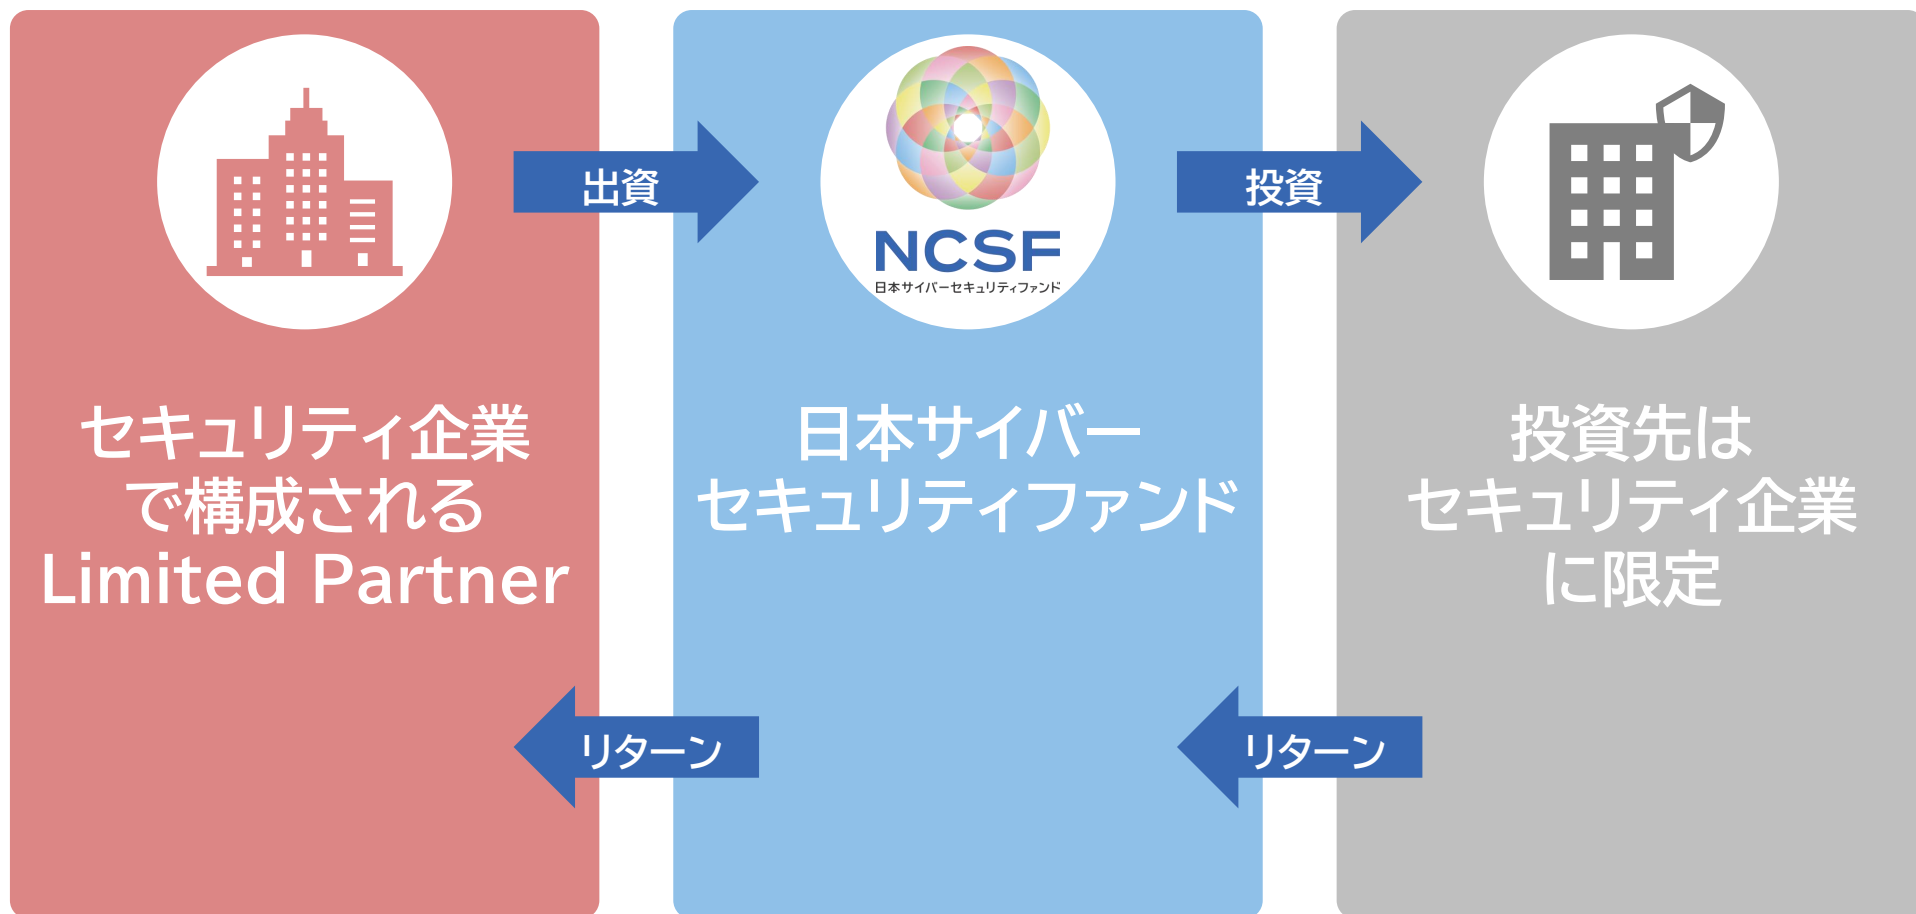 出資
投資
NCSF
日本サイバーセキュリティファンド
セキュリティ企業
で構成される
Limited Partner
日本サイバー
セキュリティファンド
投資先は
セキュリティ企業
に限定
リターン
リターン